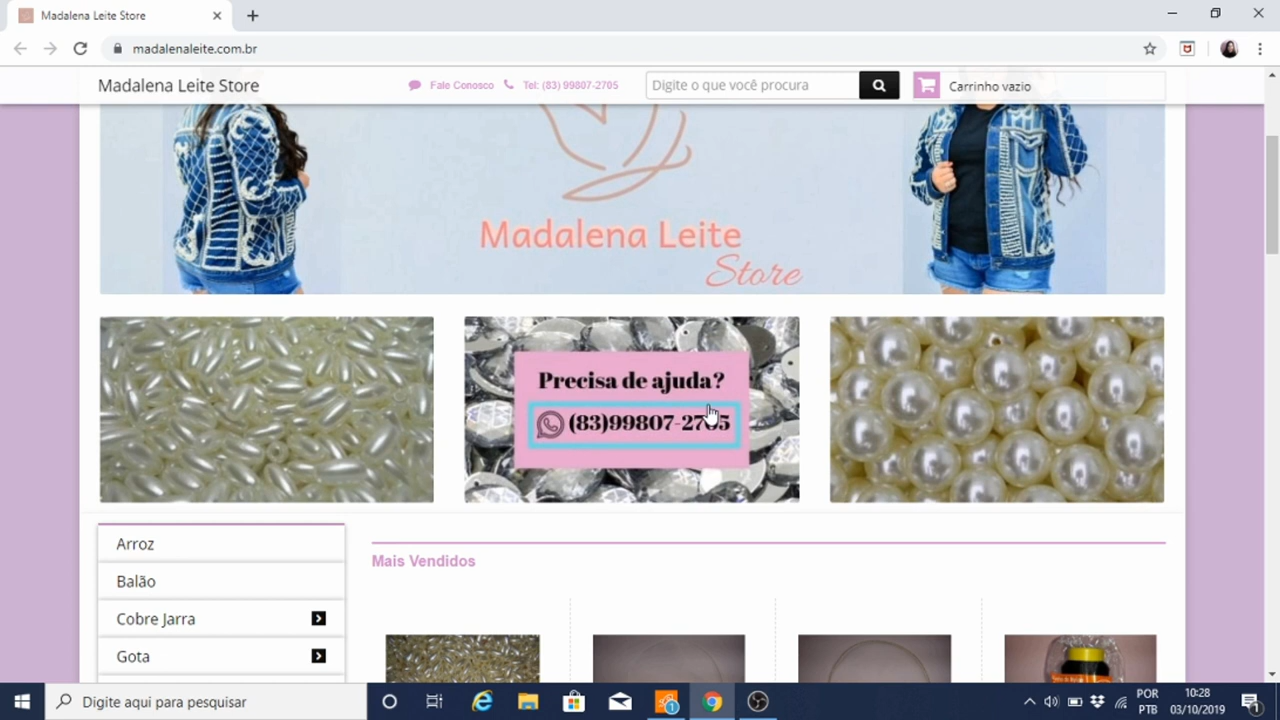 Madalena Leite Store
madalenaleite.com.br
Madalena Leite Store
Fale Conosco
Tel: (83) 99807-2705
Digite o que você procura
Carrinho vazio
Madalena Leite
Store
Precisa de ajuda?
(83)99807-2705
Arroz
Balão
Cobre Jarra
Gota
Mais Vendidos
Digite aqui para pesquisar
1
POR
PTB
10:28
03/10/2019
1